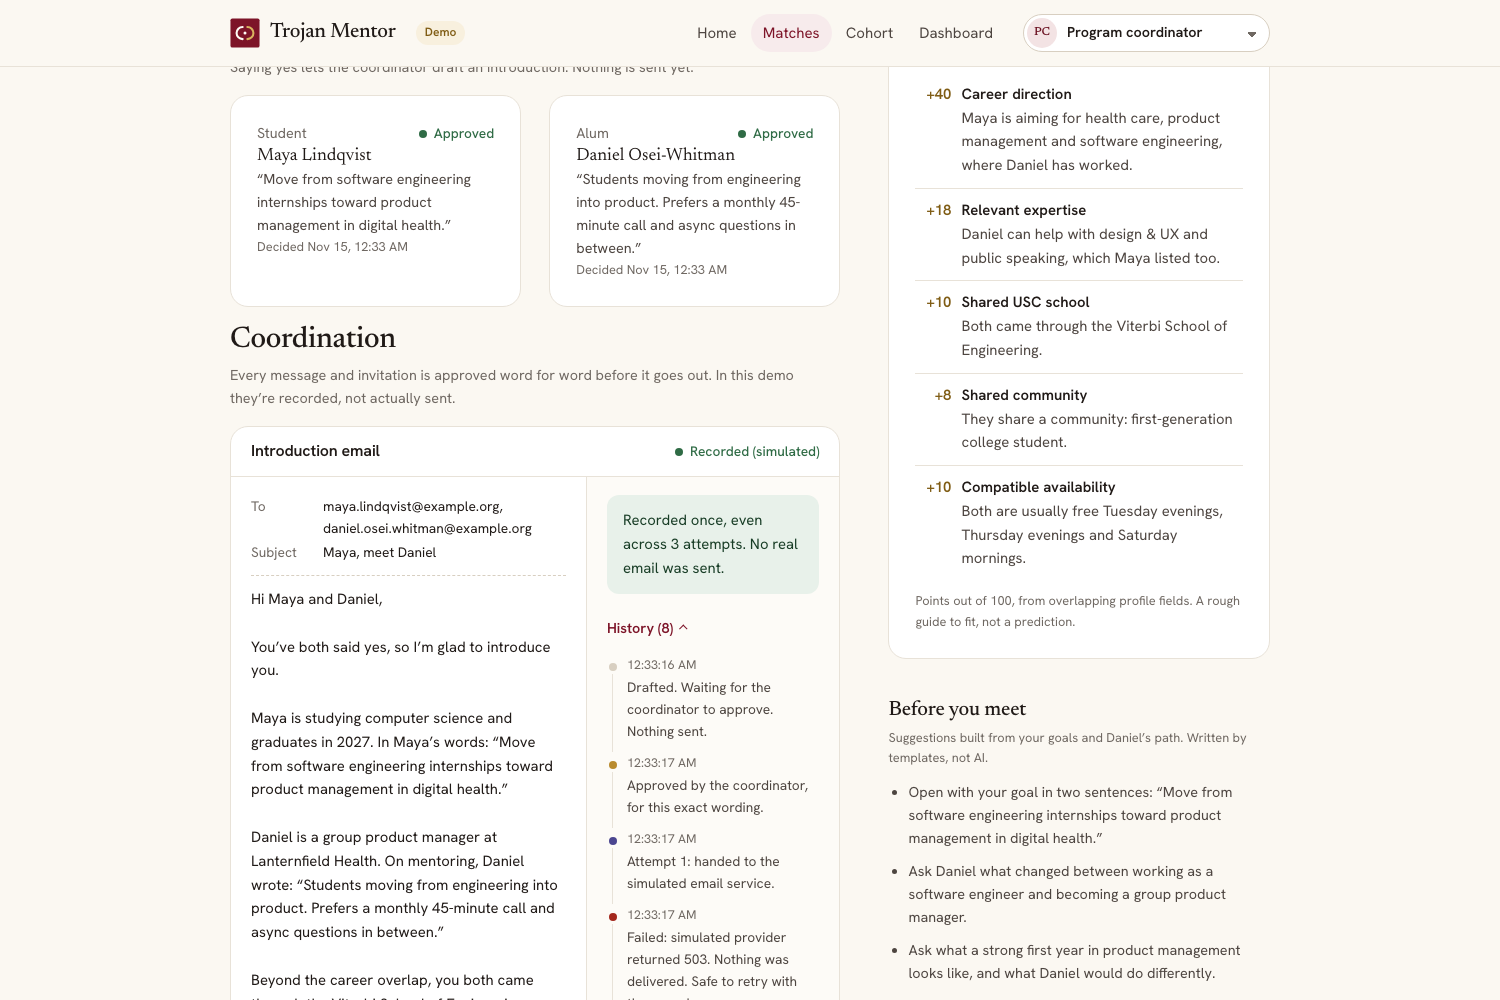 Trojan Mentor
Demo
Home
Matches
Cohort
Dashboard
PC
Program coordinator
Saying yes lets the coordinator draft an introduction. Nothing is sent yet.
Student
Approved
Maya Lindqvist
“Move from software engineering
internships toward product
management in digital health.”
Decided Nov 15, 12:33 AM
Alum
Approved
Daniel Osei-Whitman
“Students moving from engineering
into product. Prefers a monthly 45-
minute call and async questions in
between.”
Decided Nov 15, 12:33 AM
Coordination
Every message and invitation is approved word for word before it goes out. In this demo
they’re recorded, not actually sent.
Introduction email
Recorded (simulated)
To
maya.lindqvist@example.org,
daniel.osei.whitman@example.org
Subject
Maya, meet Daniel
Hi Maya and Daniel,
You’ve both said yes, so I’m glad to introduce
you.
Maya is studying computer science and
graduates in 2027. In Maya’s words: “Move
from software engineering internships toward
product management in digital health.”
Daniel is a group product manager at
Lanternfield Health. On mentoring, Daniel
wrote: “Students moving from engineering into
product. Prefers a monthly 45-minute call and
async questions in between.”
Beyond the career overlap, you both came
Recorded once, even
across 3 attempts. No real
email was sent.
History (8)
12:33:16 AM
Drafted. Waiting for the
coordinator to approve.
Nothing sent.
12:33:17 AM
Approved by the coordinator,
for this exact wording.
12:33:17 AM
Attempt 1: handed to the
simulated email service.
12:33:17 AM
Failed: simulated provider
returned 503. Nothing was
delivered. Safe to retry with
+40 Career direction
Maya is aiming for health care, product
management and software engineering,
where Daniel has worked.
+18 Relevant expertise
Daniel can help with design & UX and
public speaking, which Maya listed too.
+10 Shared USC school
Both came through the Viterbi School of
Engineering.
+8 Shared community
They share a community: first-generation
college student.
+10 Compatible availability
Both are usually free Tuesday evenings,
Thursday evenings and Saturday
mornings.
Points out of 100, from overlapping profile fields. A rough
guide to fit, not a prediction.
Before you meet
Suggestions built from your goals and Daniel’s path. Written by
templates, not AI.
• Open with your goal in two sentences: “Move from
software engineering internships toward product
management in digital health.”
• Ask Daniel what changed between working as a
software engineer and becoming a group product
manager.
• Ask what a strong first year in product management
looks like, and what Daniel would do differently.